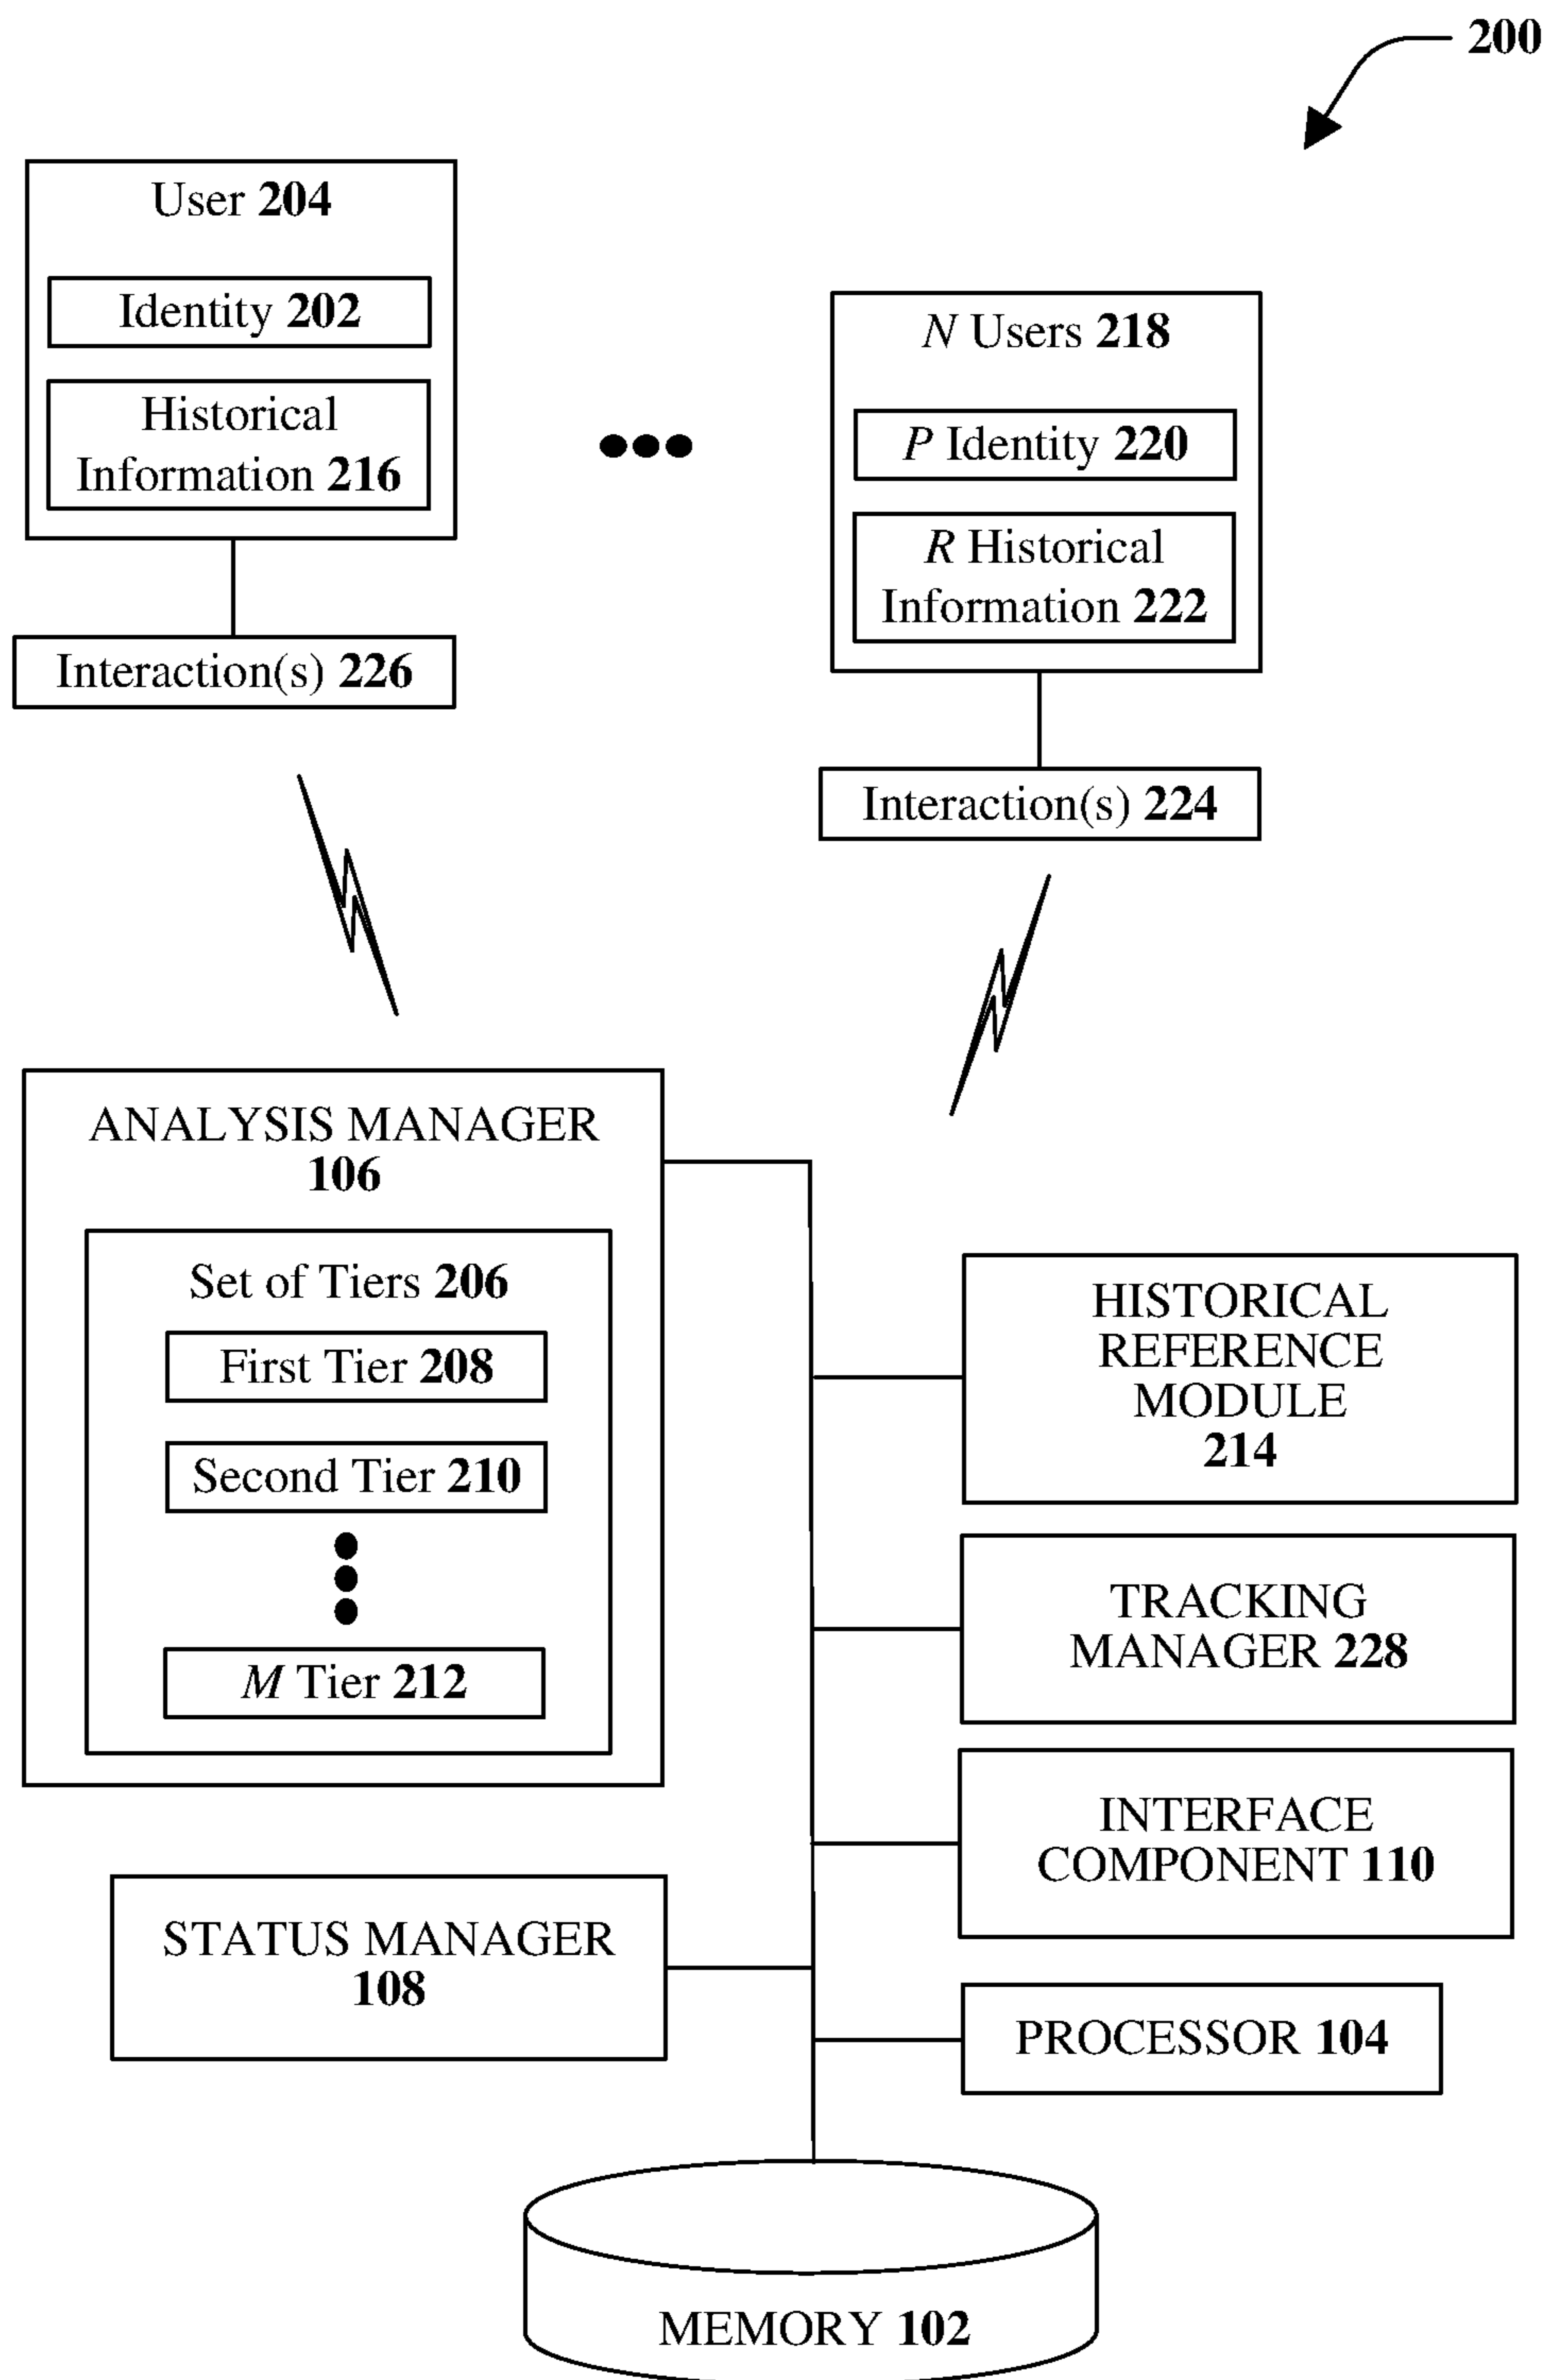 200
User 204
Identity 202
Historical
Information 216
Interaction(s) 226
N Users 218
P Identity 220
R Historical
Information 222
Interaction(s) 224
ANALYSIS MANAGER
106
Set of Tiers 206
First Tier 208
Second Tier 210
M Tier 212
HISTORICAL
REFERENCE
MODULE
214
TRACKING
MANAGER 228
INTERFACE
COMPONENT 110
STATUS MANAGER
108
PROCESSOR 104
MEMORY 102